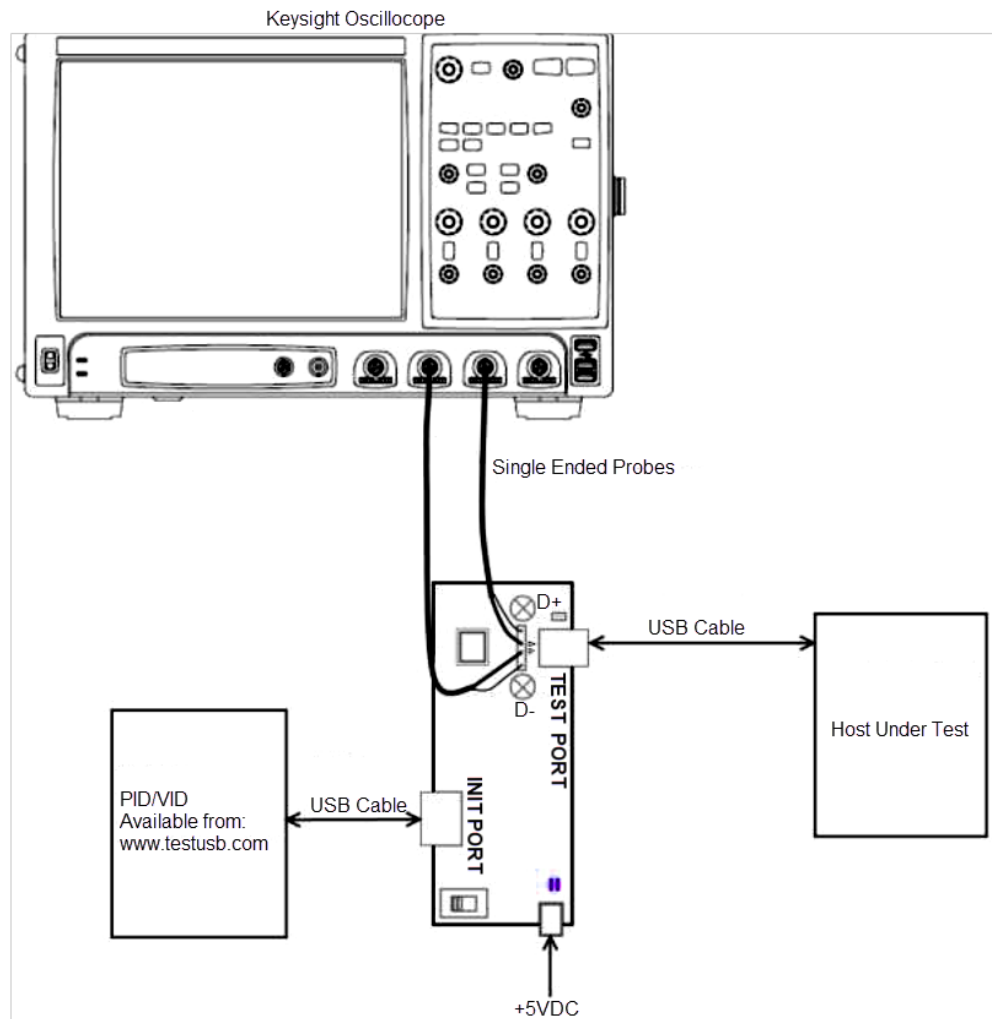 Keysight Oscillocope
Single Ended Probes
D+
USB Cable
D-
TEST PORT
Host Under Test
PID/VID
Available from:
www.testusb.com
USB Cable
INIT PORT
+5VDC